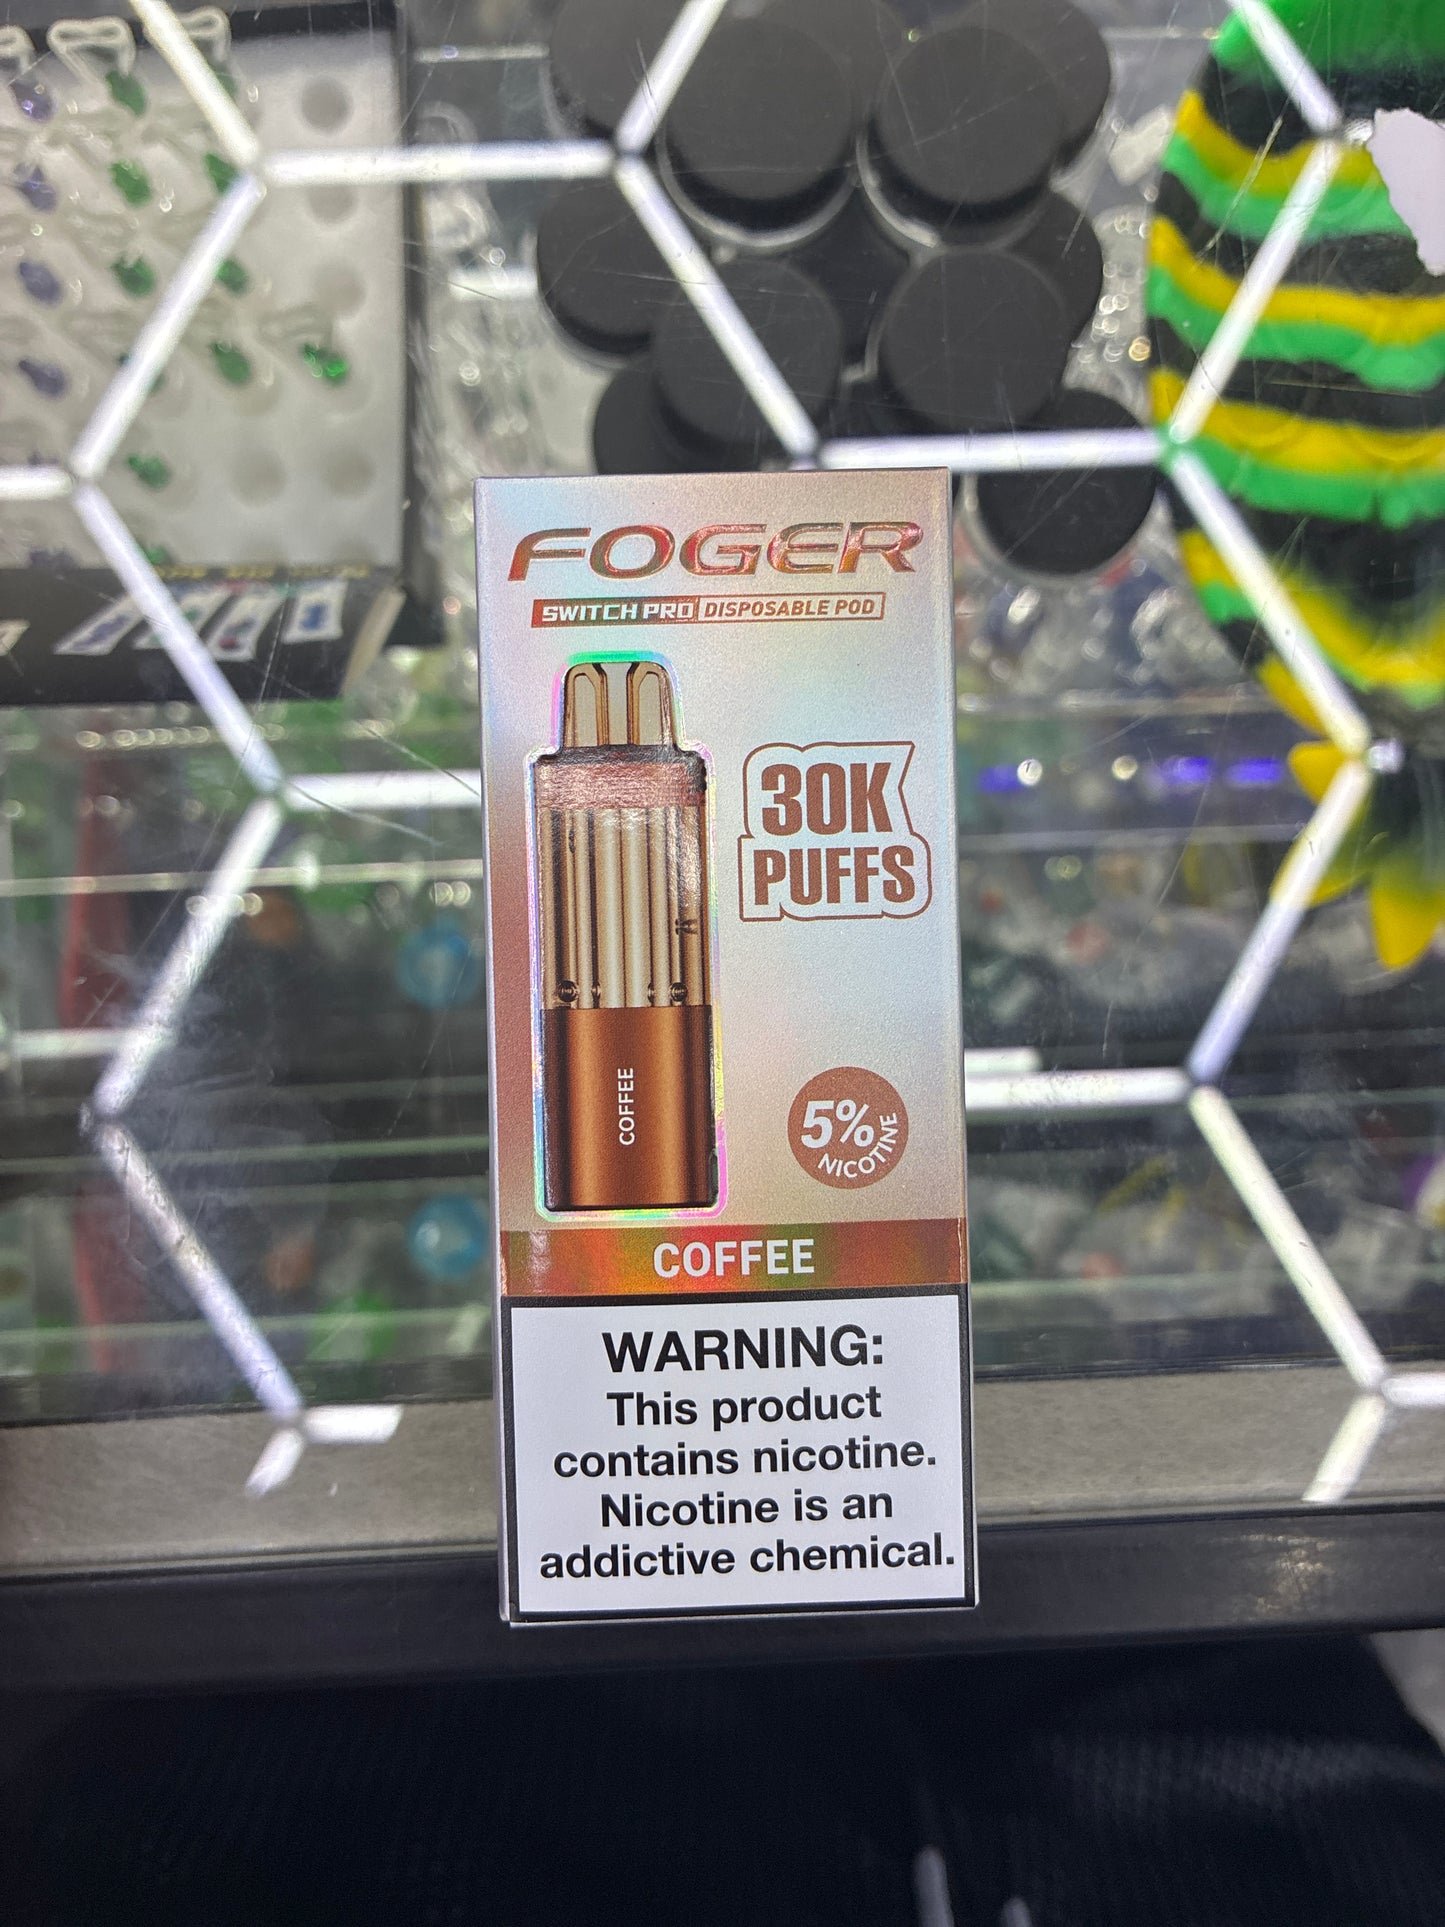 FOGER
SWITCH PRO DISPOSABLE POD
30K
PUFFS
COFFEE
5%
NICOTINE
COFFEE
WARNING:
This product
contains nicotine.
Nicotine is an
addictive chemical.